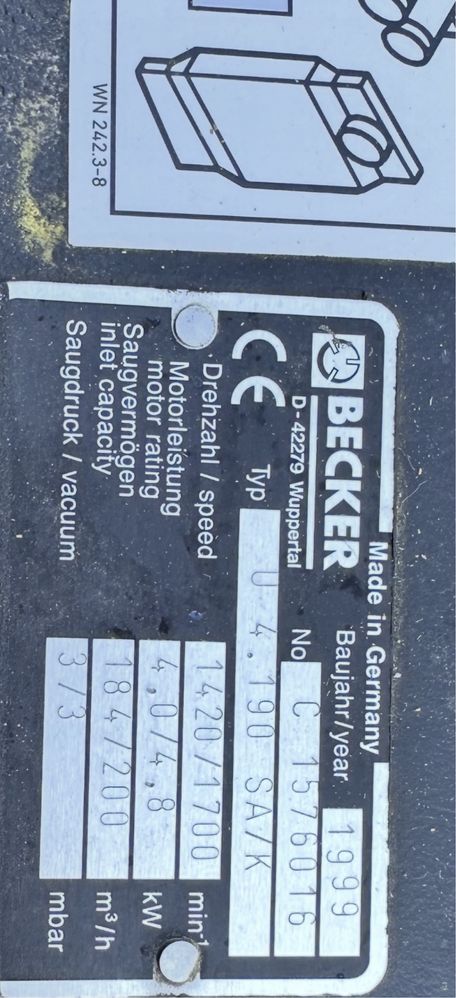 WN 242.3-8
Made in Germany
BECKER
Baujahr/year 1999
D-42279 Wuppertal
No C 1576016
CE
Typ U 4.190 SA/K
Drehzahl / speed 1420/1700 min⁻¹
Motorleistung
motor rating 4,0/4,8 kW
Saugvermögen
inlet capacity 184/200 m³/h
Saugdruck / vacuum 3/3 mbar